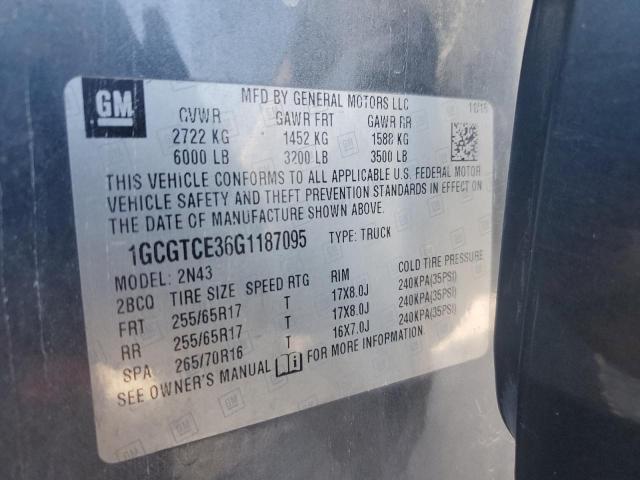 GM
MFD BY GENERAL MOTORS LLC 10/15
GVWR GAWR FRT GAWR RR
2722 KG 1452 KG 1588 KG
6000 LB 3200 LB 3500 LB
THIS VEHICLE CONFORMS TO ALL APPLICABLE U.S. FEDERAL MOTOR
VEHICLE SAFETY AND THEFT PREVENTION STANDARDS IN EFFECT ON
THE DATE OF MANUFACTURE SHOWN ABOVE.
1GCGTCE36G1187095 TYPE: TRUCK
MODEL: 2N43
2BCQ TIRE SIZE SPEED RTG RIM COLD TIRE PRESSURE
FRT 255/65R17 T 17X8.0J 240KPA(35PSI)
RR 255/65R17 T 17X8.0J 240KPA(35PSI)
SPA 265/70R16 T 16X7.0J 240KPA(35PSI)
SEE OWNER'S MANUAL FOR MORE INFORMATION.